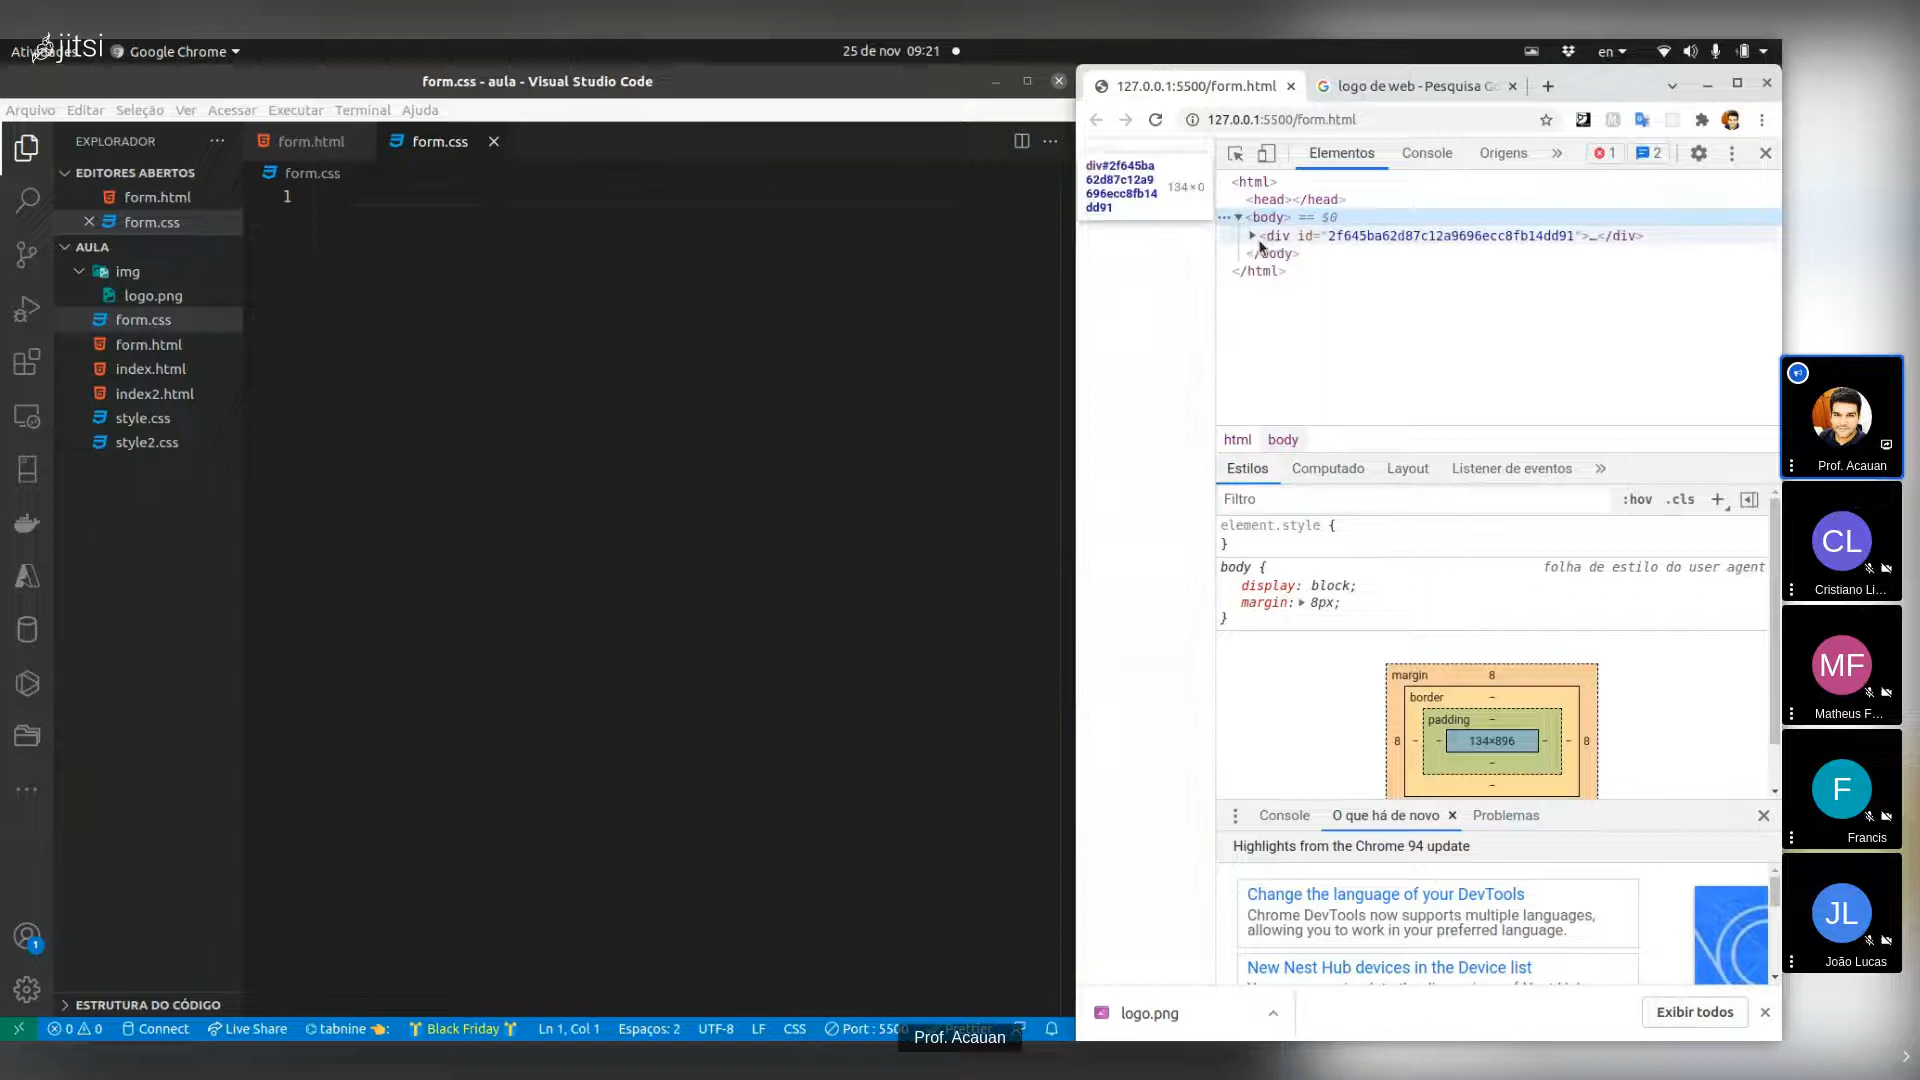 jitsi
Google Chrome
25 de nov 09:21
en
form.css - aula - Visual Studio Code
Arquivo Editar Seleção Ver Acessar Executar Terminal Ajuda
EXPLORADOR
form.html
form.css
EDITORES ABERTOS
form.html
form.css
AULA
img
logo.png
form.css
form.html
index.html
index2.html
style.css
style2.css
ESTRUTURA DO CÓDIGO
form.css
1
1
0 0 Connect Live Share tabnine Black Friday Ln 1, Col 1 Espaços: 2 UTF-8 LF CSS Port : 5500
Prof. Acauan
127.0.0.1:5500/form.html
logo de web - Pesquisa Go
127.0.0.1:5500/form.html
div#2f645ba
62d87c12a9
696ecc8fb14
dd91
134×0
Elementos Console Origens » 1 2
<html>
<head></head>
<body> == $0
<div id="2f645ba62d87c12a9696ecc8fb14dd91">…</div>
</body>
</html>
html body
Estilos Computado Layout Listener de eventos »
Filtro :hov .cls +
element.style {
}
body { folha de estilo do user agent
display: block;
margin: 8px;
}
margin 8
border -
padding -
8 - - 134×896 - - 8
-
-
Console O que há de novo Problemas
Highlights from the Chrome 94 update
Change the language of your DevTools
Chrome DevTools now supports multiple languages,
allowing you to work in your preferred language.
New Nest Hub devices in the Device list
logo.png
Exibir todos
Prof. Acauan
CL
Cristiano Li...
MF
Matheus F...
F
Francis
JL
João Lucas